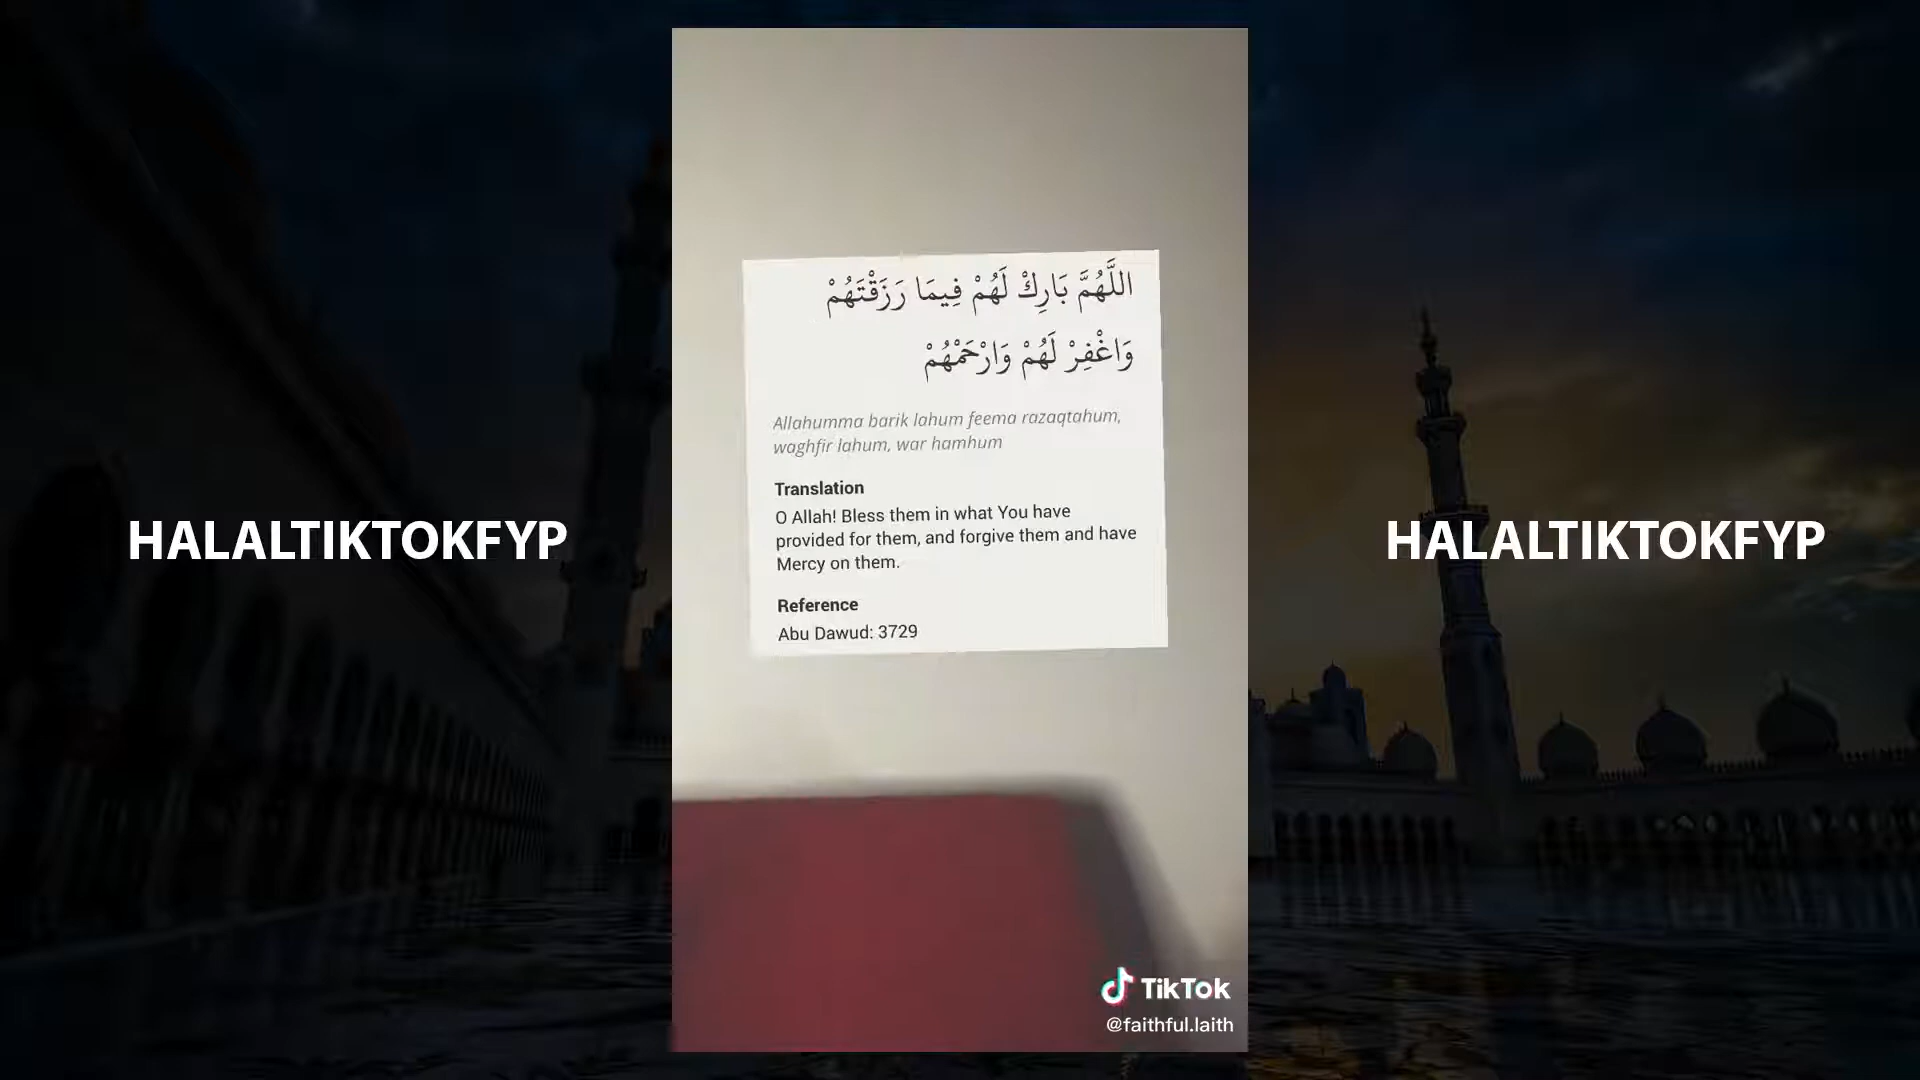 اللَّهُمَّ بَارِكْ لَهُمْ فِيمَا رَزَقْتَهُمْ
وَاغْفِرْ لَهُمْ وَارْحَمْهُمْ
Allahumma barik lahum feema razaqtahum,
waghfir lahum, war hamhum
Translation
O Allah! Bless them in what You have
provided for them, and forgive them and have
Mercy on them.
Reference
Abu Dawud: 3729
HALALTIKTOKFYP
HALALTIKTOKFYP
TikTok
@faithful.laith